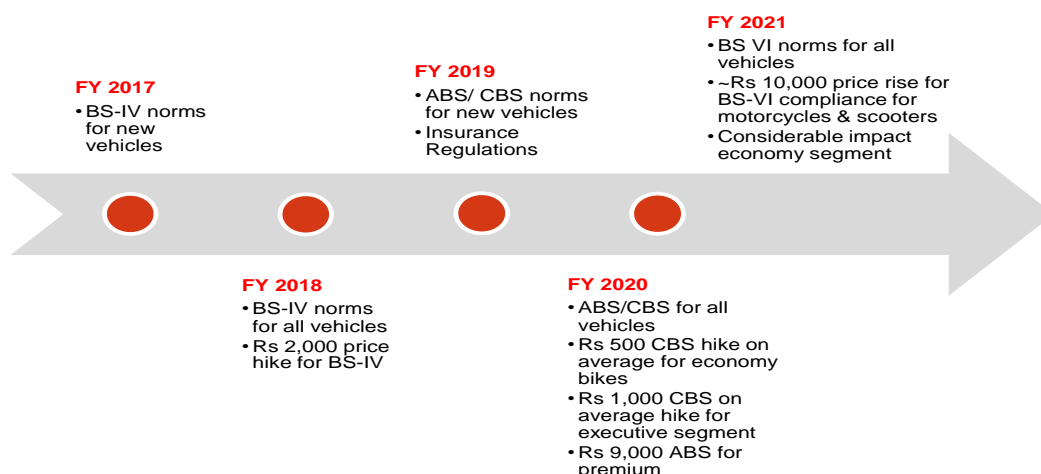 FY 2017
•BS-IV norms
for new
vehicles
FY 2018
•BS-IV norms
for all vehicles
•Rs 2,000 price
hike for BS-IV
FY 2019
•ABS/ CBS norms
for new vehicles
•Insurance
Regulations
FY 2020
•ABS/CBS for all
vehicles
•Rs 500 CBS hike on
average for economy
bikes
•Rs 1,000 CBS on
average hike for
executive segment
•Rs 9,000 ABS for
premium
FY 2021
•BS VI norms for all
vehicles
•~Rs 10,000 price rise for
BS-VI compliance for
motorcycles & scooters
•Considerable impact
economy segment